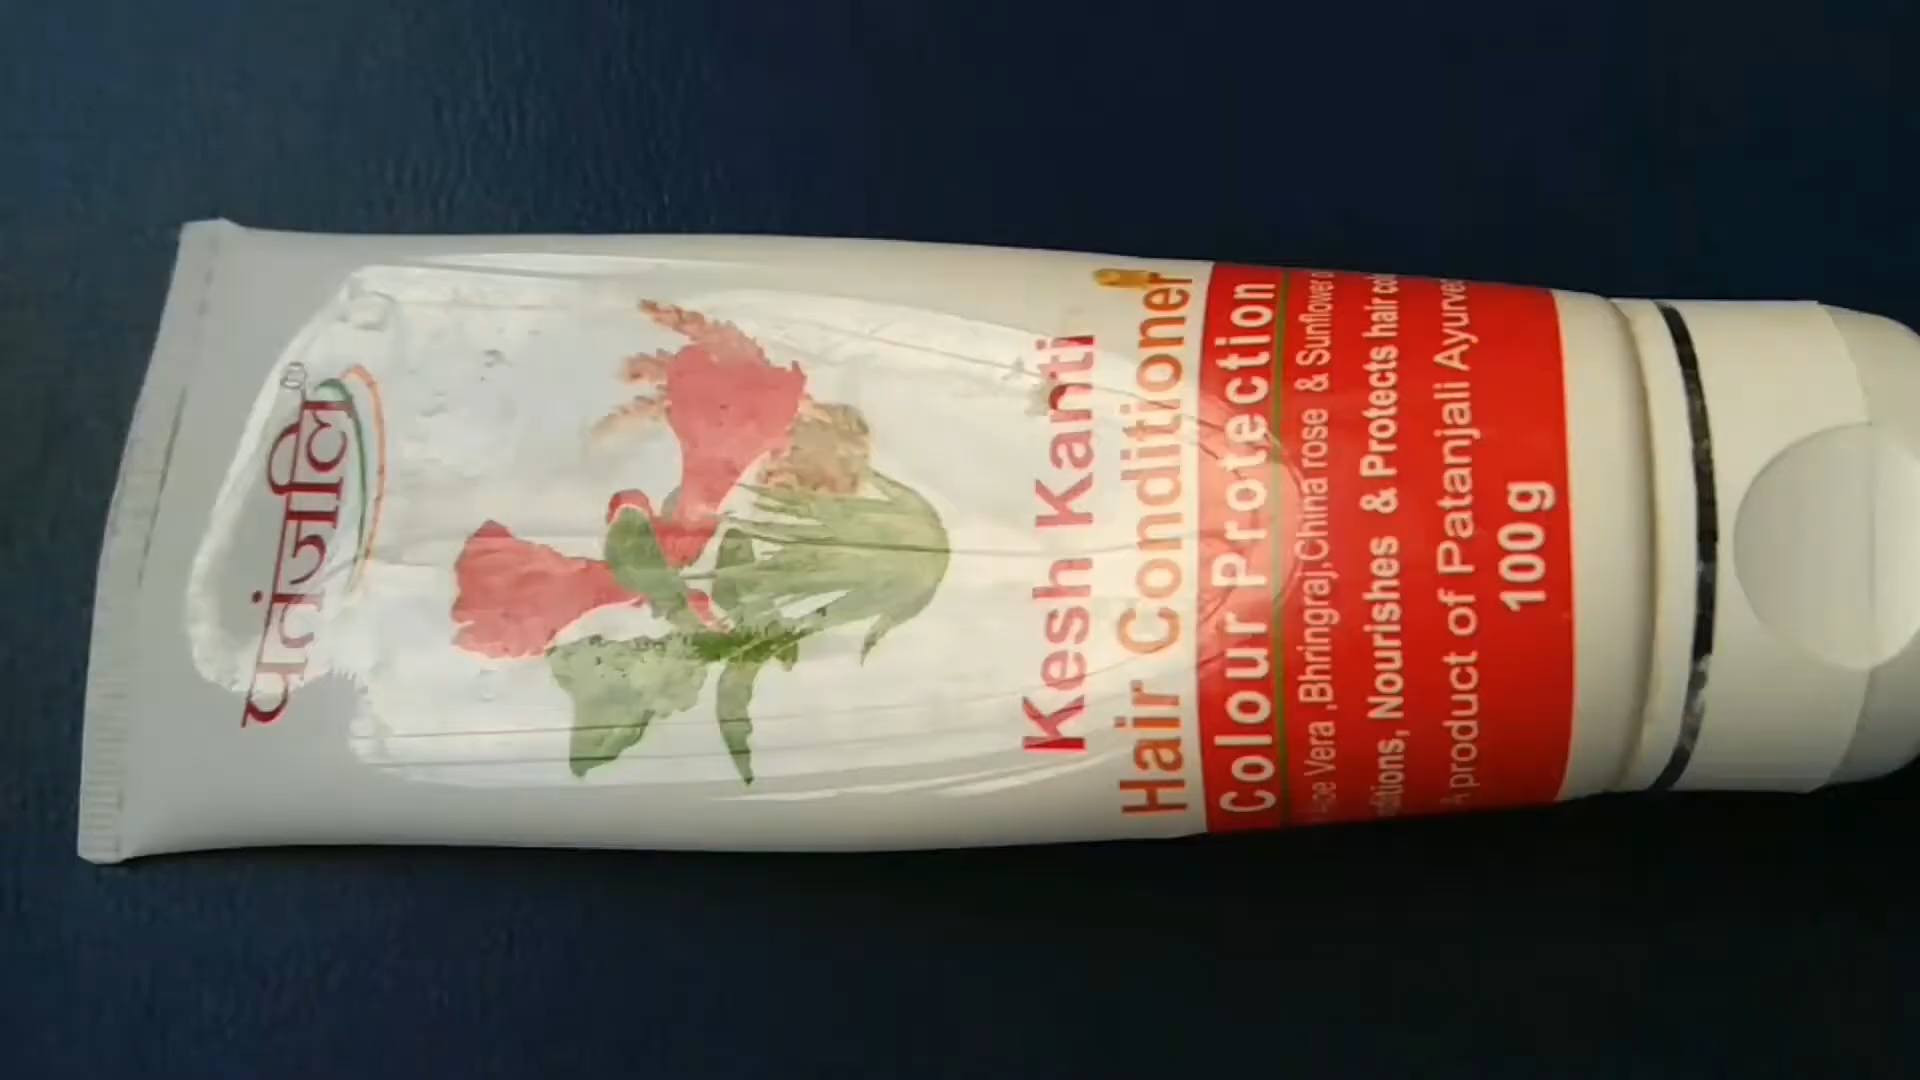 पतंजलि®
Kesh Kanti
Hair Conditioner
Colour Protection
Vera ,Bhringraj,China rose & Sunflower
Nourishes & Protects hair
product of Patanjali
100g